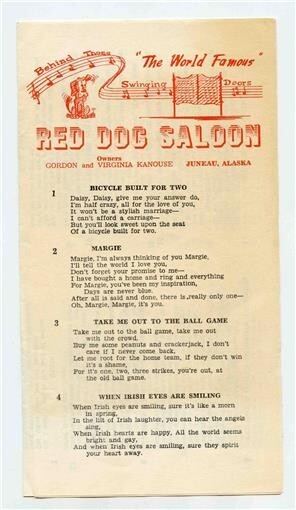 Behind Those
"The World Famous"
Swinging Doors
RED DOG SALOON
Owners
GORDON and VIRGINIA KANOUSE JUNEAU, ALASKA
1 BICYCLE BUILT FOR TWO
Daisy, Daisy, give me your answer do,
I'm half crazy, all for the love of you,
It won't be a stylish marriage—
I can't afford a carriage—
But you'll look sweet upon the seat
Of a bicycle built for two.
2 MARGIE
Margie, I'm always thinking of you Margie,
I'll tell the world I love you,
Don't forget your promise to me—
I have bought a home and ring and everything
For Margie, you've been my inspiration,
Days are never blue.
After all is said and done, there is really only one—
Oh, Margie, Margie, it's you.
3 TAKE ME OUT TO THE BALL GAME
Take me out to the ball game, take me out
with the crowd.
Buy me some peanuts and crackerjack, I don't
care if I never come back,
Let me root for the home team, if they don't win
it's a shame,
For it's one, two, three strikes, you're out, at
the old ball game.
4 WHEN IRISH EYES ARE SMILING
When Irish eyes are smiling, sure it's like a morn
in spring,
In the lilt of Irish laughter, you can hear the angels
sing,
When Irish hearts are happy, All the world seems
bright and gay,
And when Irish eyes are smiling, sure they spirit
your heart away.